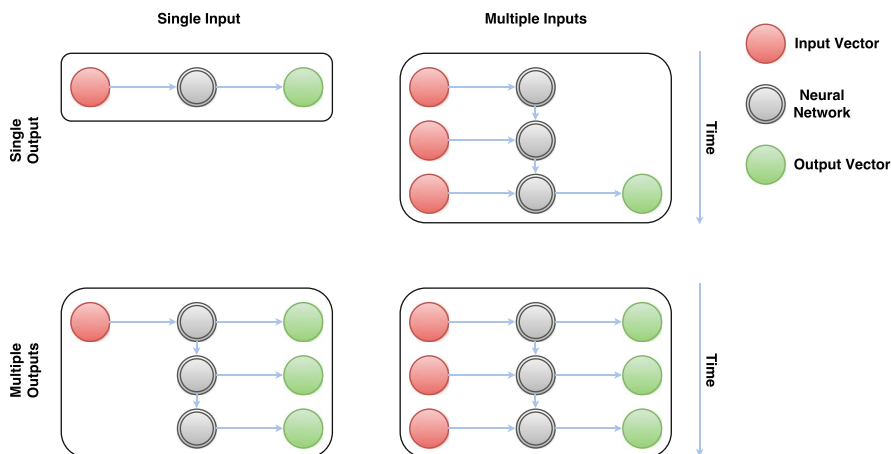 Single Input
Multiple Inputs
Single
Output
Time
Input Vector
Neural
Network
Output Vector
Multiple
Outputs
Time